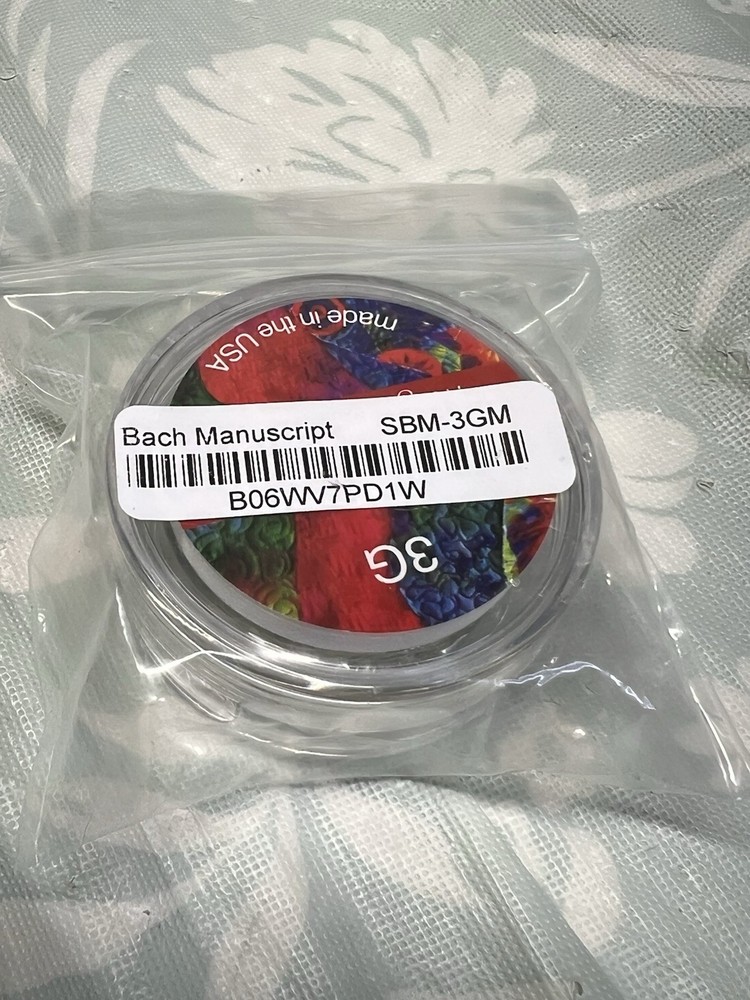 made in the USA
Bach Manuscript SBM-3GM
B06WV7PD1W
3G